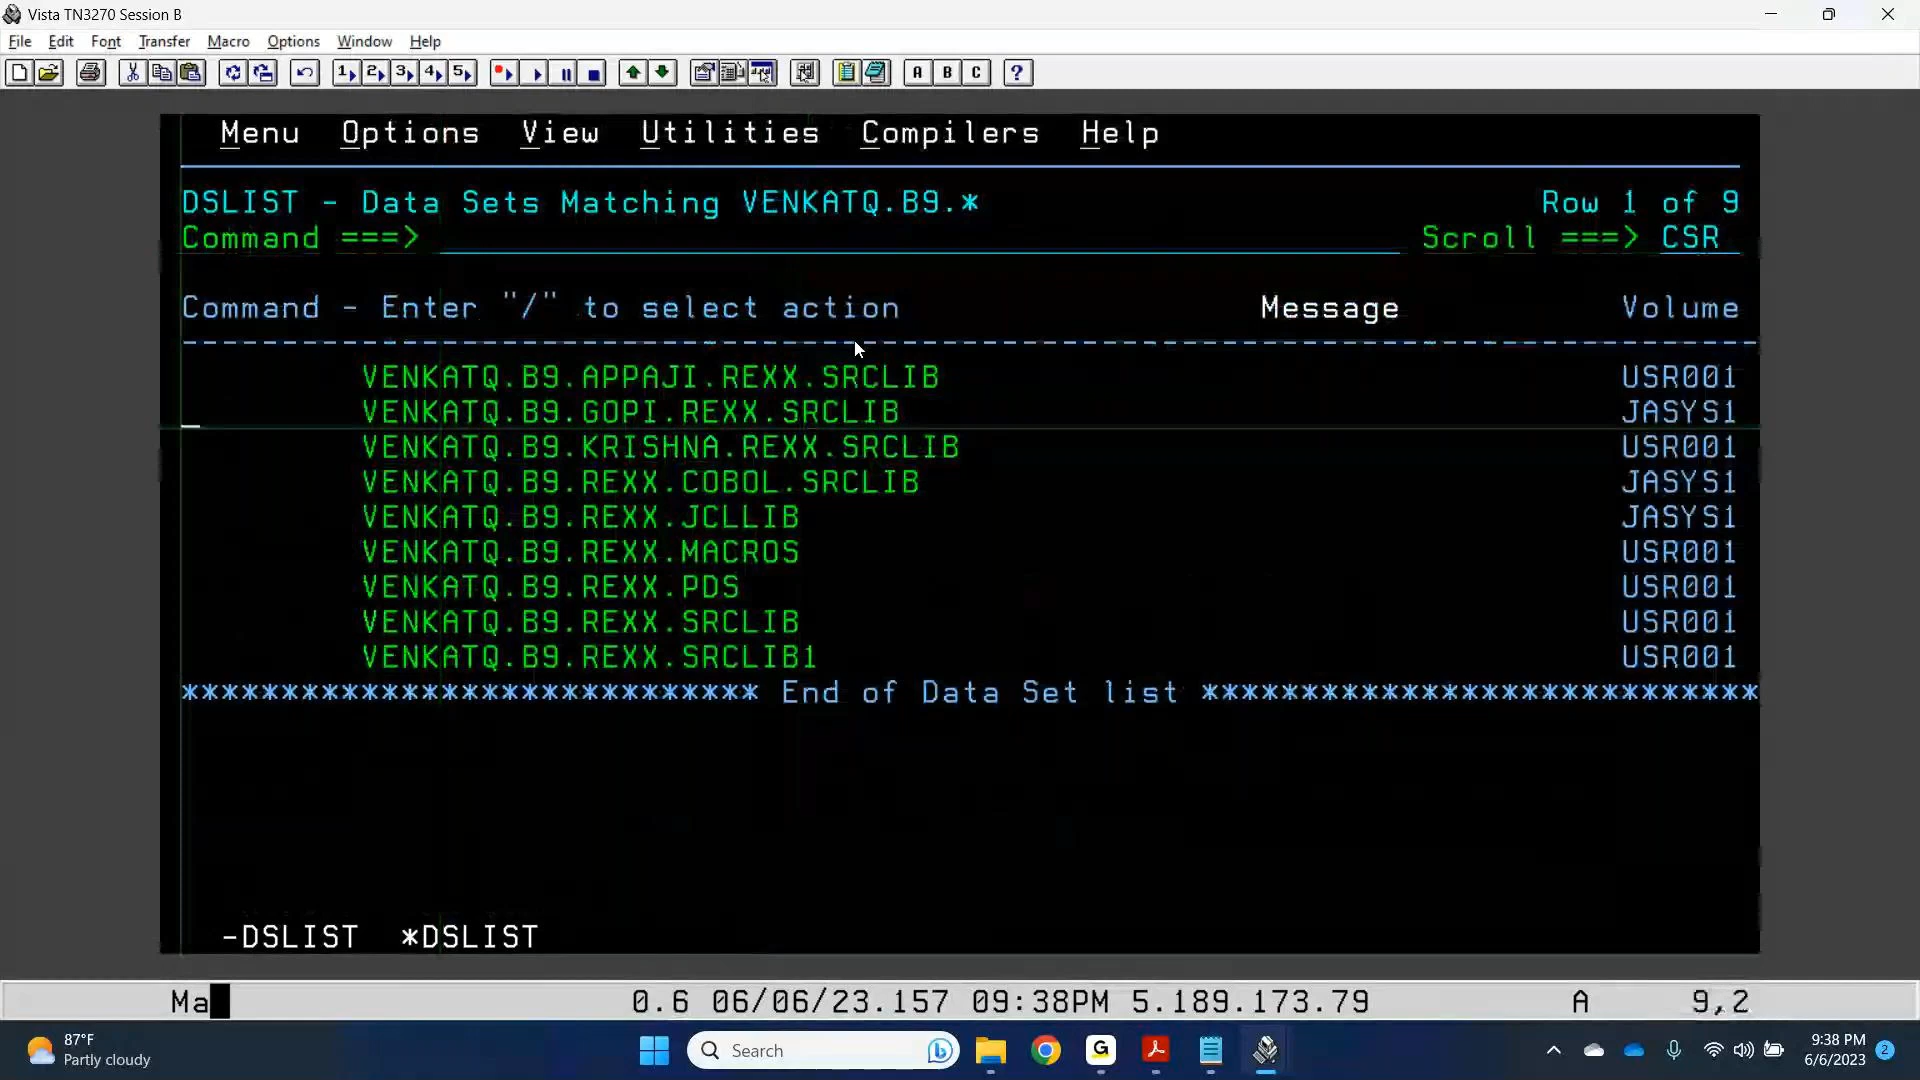 Vista TN3270 Session B
File Edit Font Transfer Macro Options Window Help
1 2 3 4 5 A B C ?
Menu Options View Utilities Compilers Help
DSLIST - Data Sets Matching VENKATQ.B9.* Row 1 of 9
Command ===> Scroll ===> CSR
Command - Enter "/" to select action Message Volume
-------------------------------------------------------------------------------
VENKATQ.B9.APPAJI.REXX.SRCLIB USR001
VENKATQ.B9.GOPI.REXX.SRCLIB JASYS1
VENKATQ.B9.KRISHNA.REXX.SRCLIB USR001
VENKATQ.B9.REXX.COBOL.SRCLIB JASYS1
VENKATQ.B9.REXX.JCLLIB JASYS1
VENKATQ.B9.REXX.MACROS USR001
VENKATQ.B9.REXX.PDS USR001
VENKATQ.B9.REXX.SRCLIB USR001
VENKATQ.B9.REXX.SRCLIB1 USR001
***************************** End of Data Set list ****************************
-DSLIST *DSLIST
Ma 0.6 06/06/23.157 09:38PM 5.189.173.79 A 9,2
87°F
Partly cloudy
Search
G
9:38 PM
6/6/2023
2